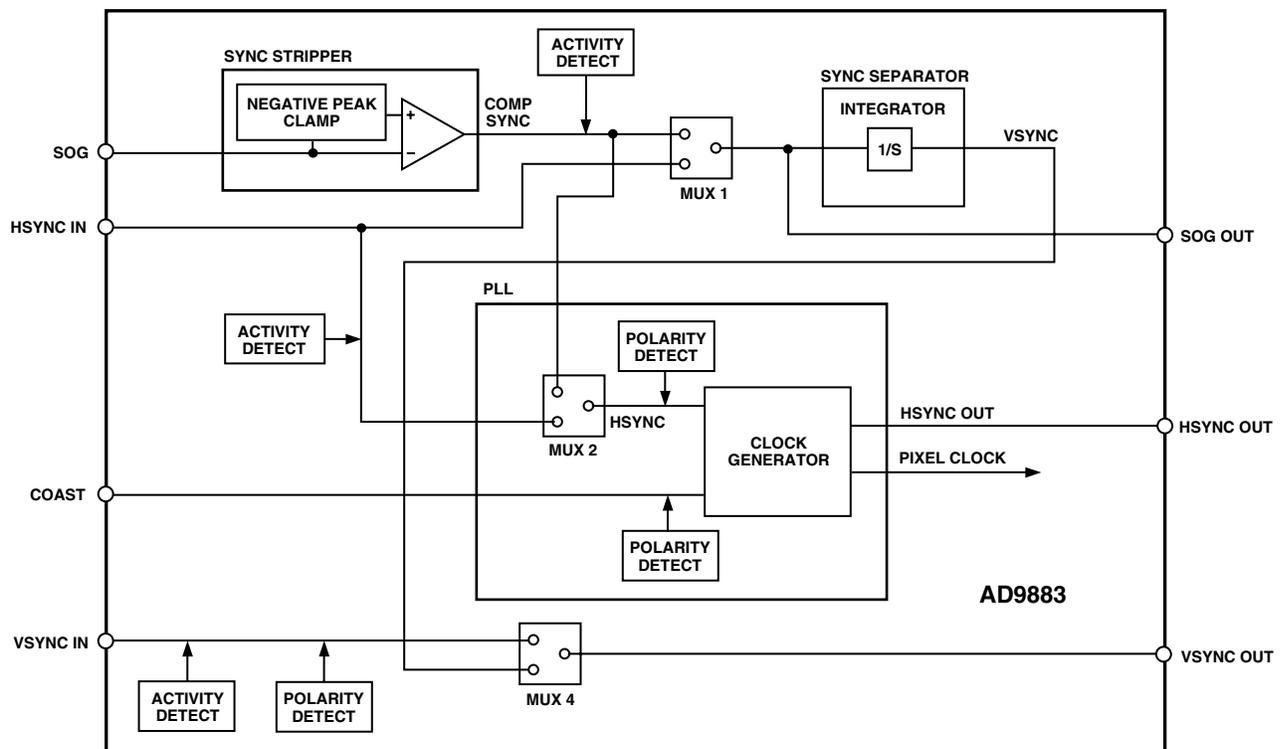 ACTIVITY
DETECT
SYNC STRIPPER
SYNC SEPARATOR
NEGATIVE PEAK
CLAMP
+
−
COMP
SYNC
INTEGRATOR
1/S
VSYNC
SOG
MUX 1
HSYNC IN
SOG OUT
PLL
ACTIVITY
DETECT
POLARITY
DETECT
HSYNC
MUX 2
CLOCK
GENERATOR
HSYNC OUT
HSYNC OUT
PIXEL CLOCK
COAST
POLARITY
DETECT
AD9883
VSYNC IN
VSYNC OUT
MUX 4
ACTIVITY
DETECT
POLARITY
DETECT